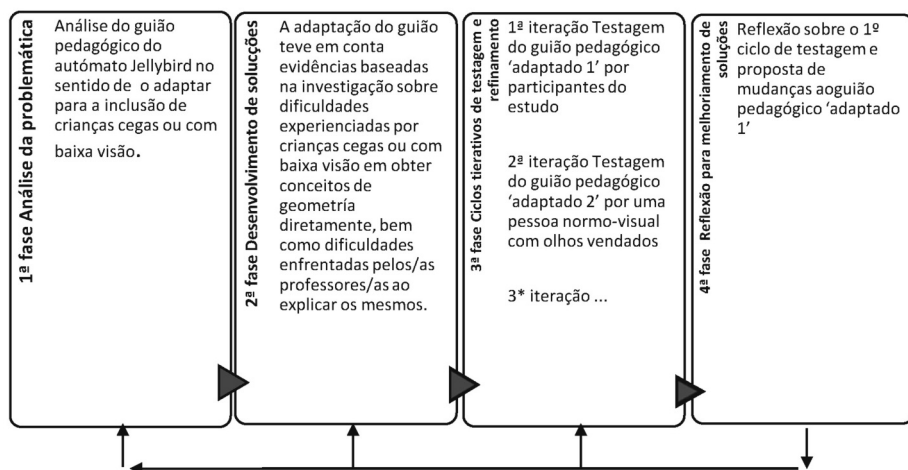 1ª fase Análise da problemática
Análise do guião
pedagógico do
autómato Jellybird no
sentido de o adaptar
para a inclusão de
crianças cegas ou com
baixa visão.
2ª fase Desenvolvimento de solucções
A adaptação do guião
teve em conta
evidências baseadas
na investigação sobre
dificuldades
experienciadas por
crianças cegas ou com
baixa visão em obter
conceitos de
geometría
diretamente, bem
como dificuldades
enfrentadas pelos/as
professores/as ao
explicar os mesmos.
3ª fase Ciclos tierativos de testagem e
refinamento
1ª iteração Testagem
do guião pedagógico
‘adaptado 1’ por
participantes do
estudo
2ª iteração Testagem
do guião pedagógico
‘adaptado 2’ por uma
pessoa normo-visual
com olhos vendados
3* iteração ...
4ª fase Reflexão para melhoriamento de
soluções
Reflexão sobre o 1º
ciclo de testagem e
proposta de
mudanças aoguião
pedagógico ‘adaptado
1’